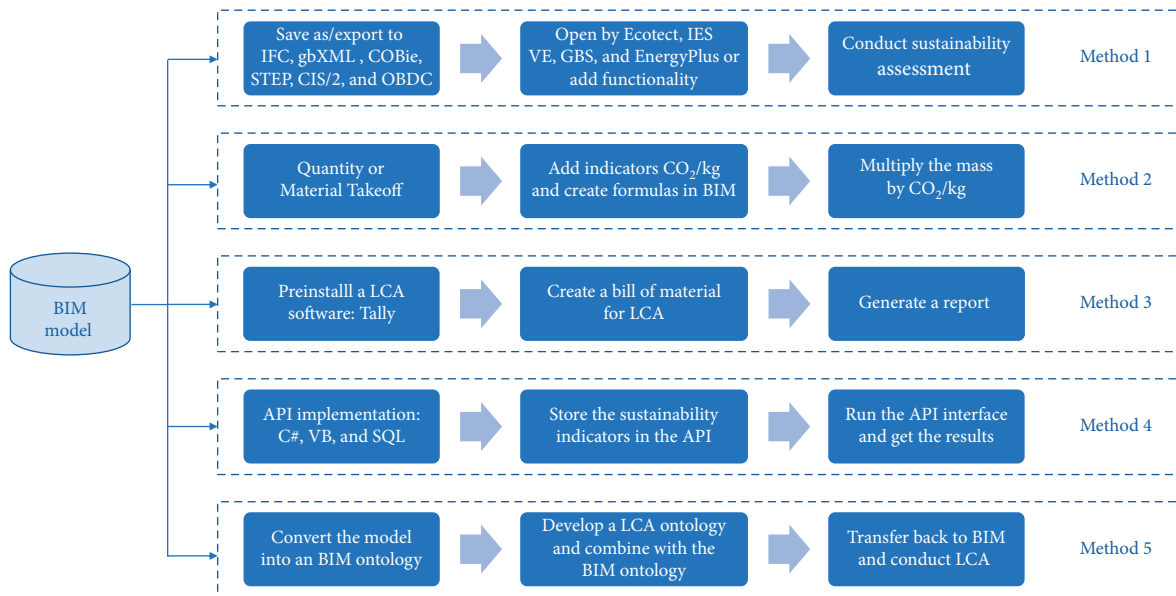 BIM
model
Save as/export to
IFC, gbXML , COBie,
STEP, CIS/2, and OBDC
Open by Ecotect, IES
VE, GBS, and EnergyPlus or
add functionality
Conduct sustainability
assessment
Method 1
Quantity or
Material Takeoff
Add indicators CO₂/kg
and create formulas in BIM
Multiply the mass
by CO₂/kg
Method 2
Preinstalll a LCA
software: Tally
Create a bill of material
for LCA
Generate a report
Method 3
API implementation:
C#, VB, and SQL
Store the sustainability
indicators in the API
Run the API interface
and get the results
Method 4
Convert the model
into an BIM ontology
Develop a LCA ontology
and combine with the
BIM ontology
Transfer back to BIM
and conduct LCA
Method 5